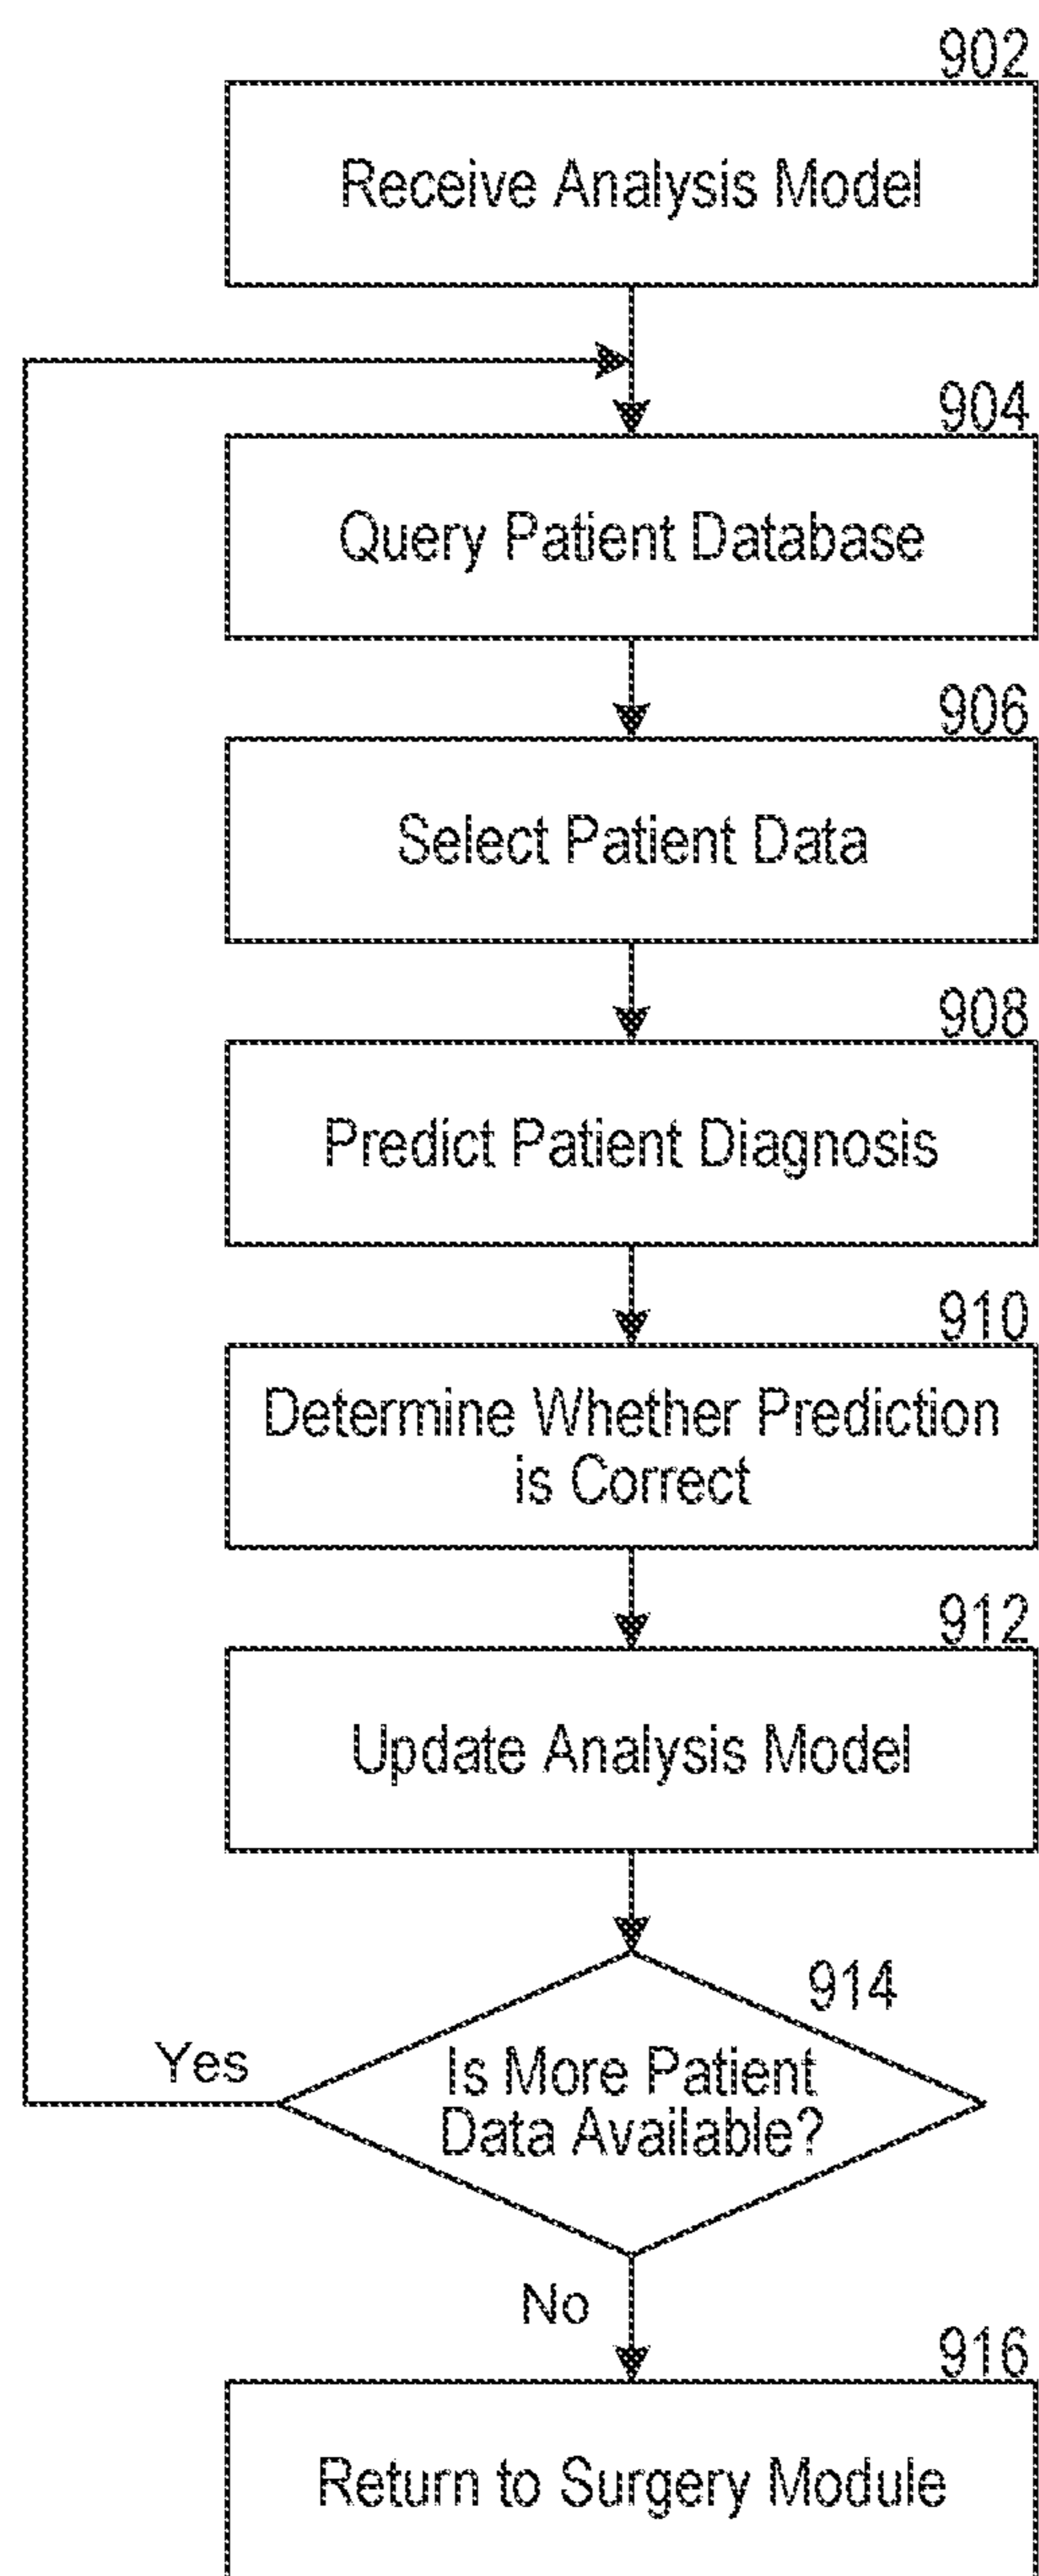 902
Receive Analysis Model
904
Query Patient Database
906
Select Patient Data
908
Predict Patient Diagnosis
910
Determine Whether Prediction
is Correct
912
Update Analysis Model
914
Is More Patient
Data Available?
Yes
No
916
Return to Surgery Module